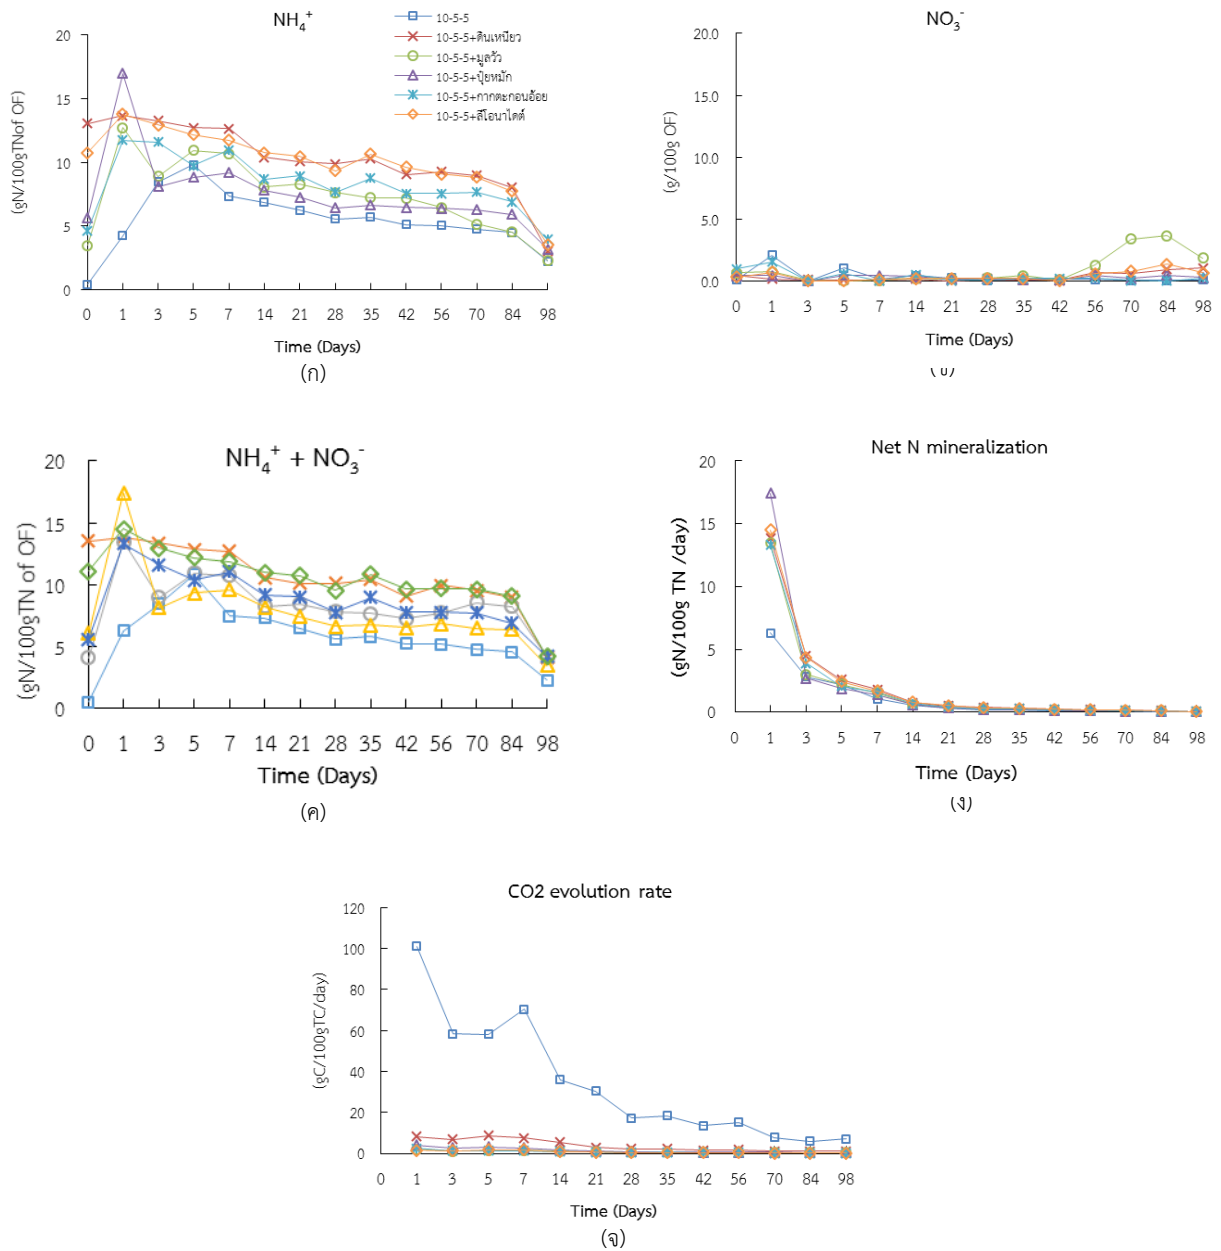 NH₄⁺
10-5-5
10-5-5+ดินเหนียว
10-5-5+มูลวัว
10-5-5+ปุ๋ยหมัก
10-5-5+กากตะกอนอ้อย
10-5-5+ลีโอนาไดต์
(gN/100gTNof OF)
20
15
10
5
0
0 1 3 5 7 14 21 28 35 42 56 70 84 98
Time (Days)
(ก)
NO₃⁻
(g/100g OF)
20.0
15.0
10.0
5.0
0.0
0 1 3 5 7 14 21 28 35 42 56 70 84 98
Time (Days)
NH₄⁺ + NO₃⁻
(gN/100gTN of OF)
20
15
10
5
0
0 1 3 5 7 14 21 28 35 42 56 70 84 98
Time (Days)
(ค)
Net N mineralization
(gN/100g TN /day)
20
15
10
5
0
0 1 3 5 7 14 21 28 35 42 56 70 84 98
Time (Days)
(ง)
CO2 evolution rate
(gC/100gTC/day)
120
100
80
60
40
20
0
0 1 3 5 7 14 21 28 35 42 56 70 84 98
Time (Days)
(จ)